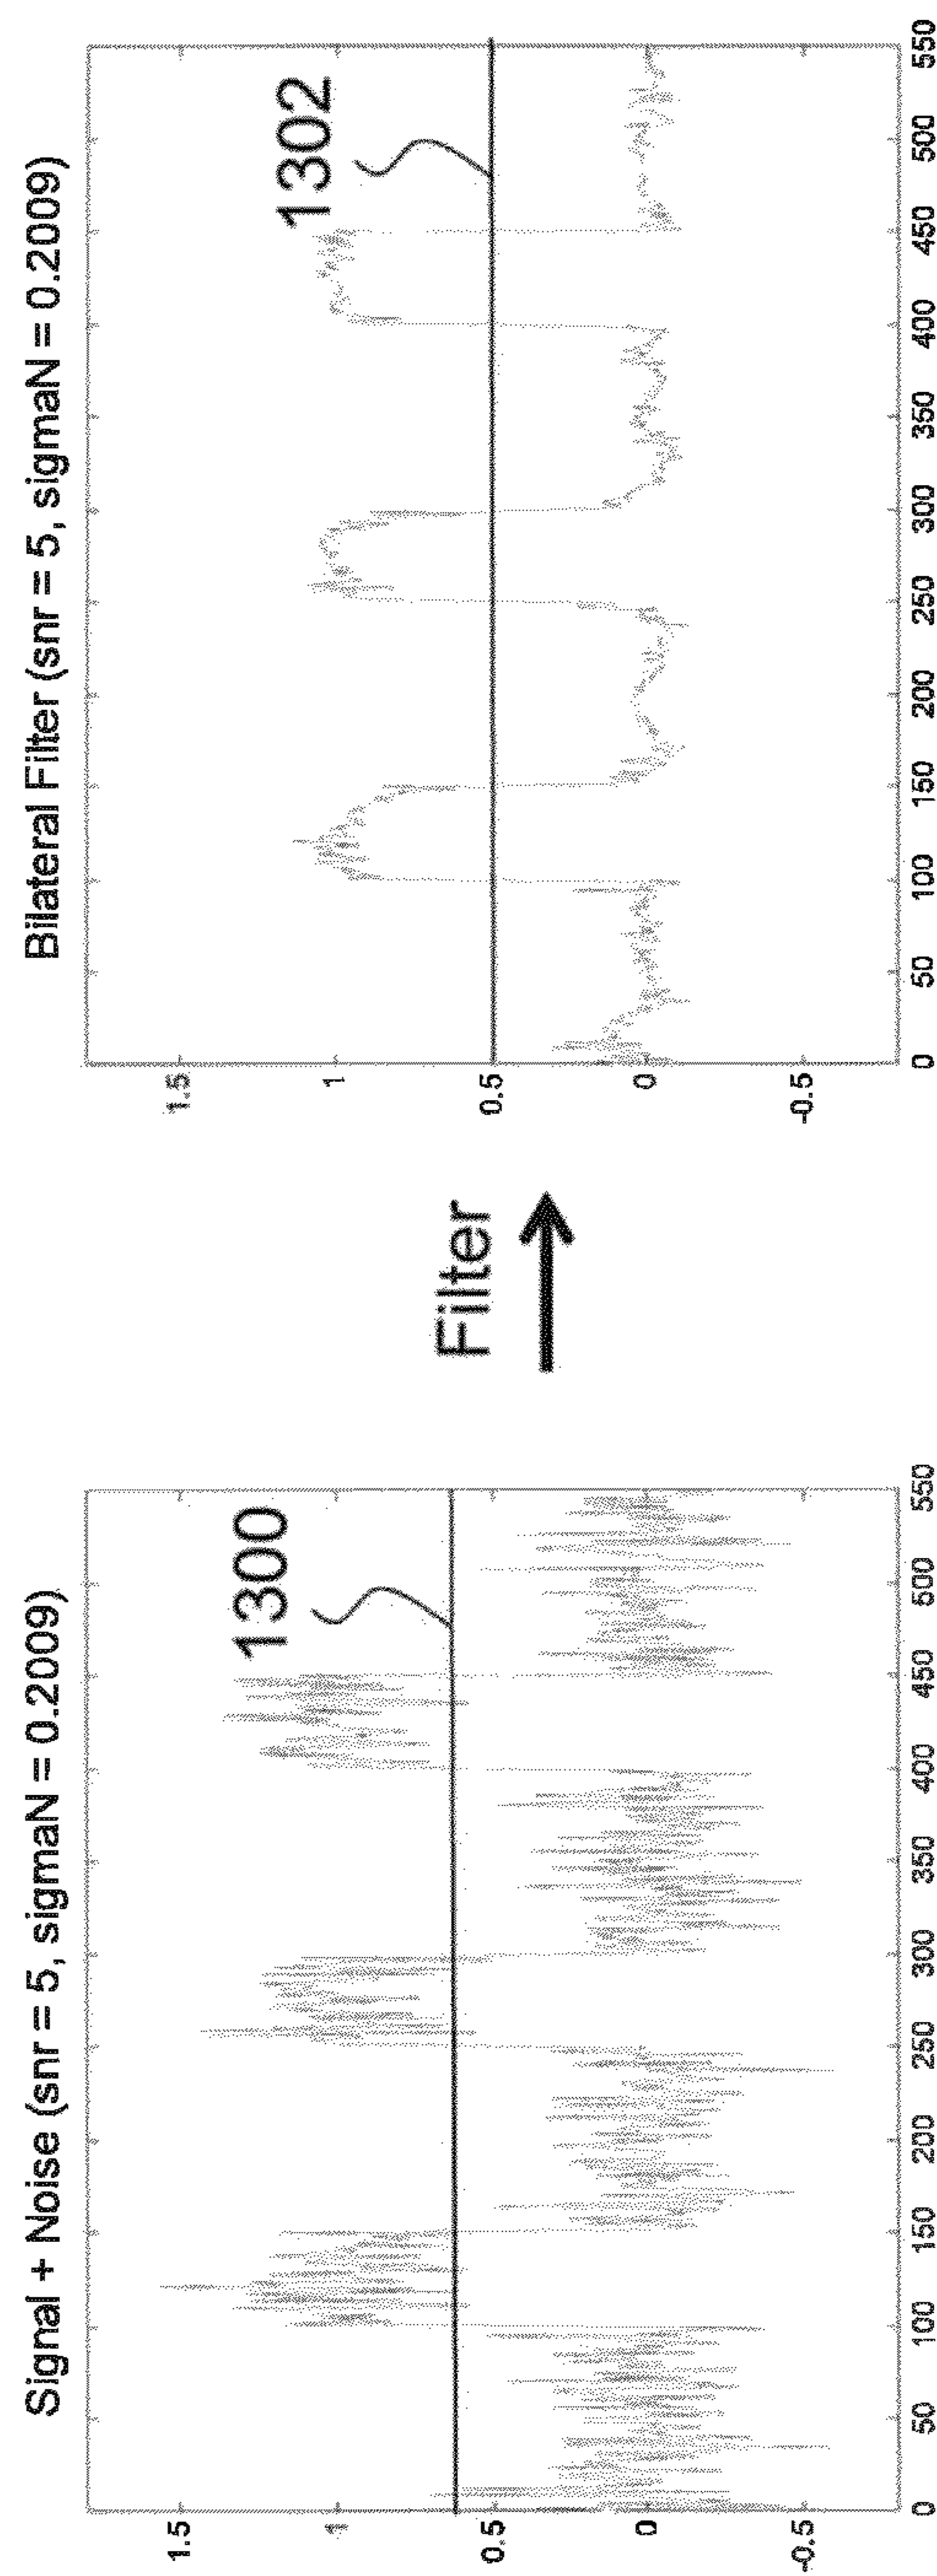 Signal + Noise (snr = 5, sigmaN = 0.2009)
1300
1.5
1
0.5
0
-0.5
0 50 100 150 200 250 300 350 400 450 500 550
Filter
Bilateral Filter (snr = 5, sigmaN = 0.2009)
1302
1.5
1
0.5
0
-0.5
0 50 100 150 200 250 300 350 400 450 500 550